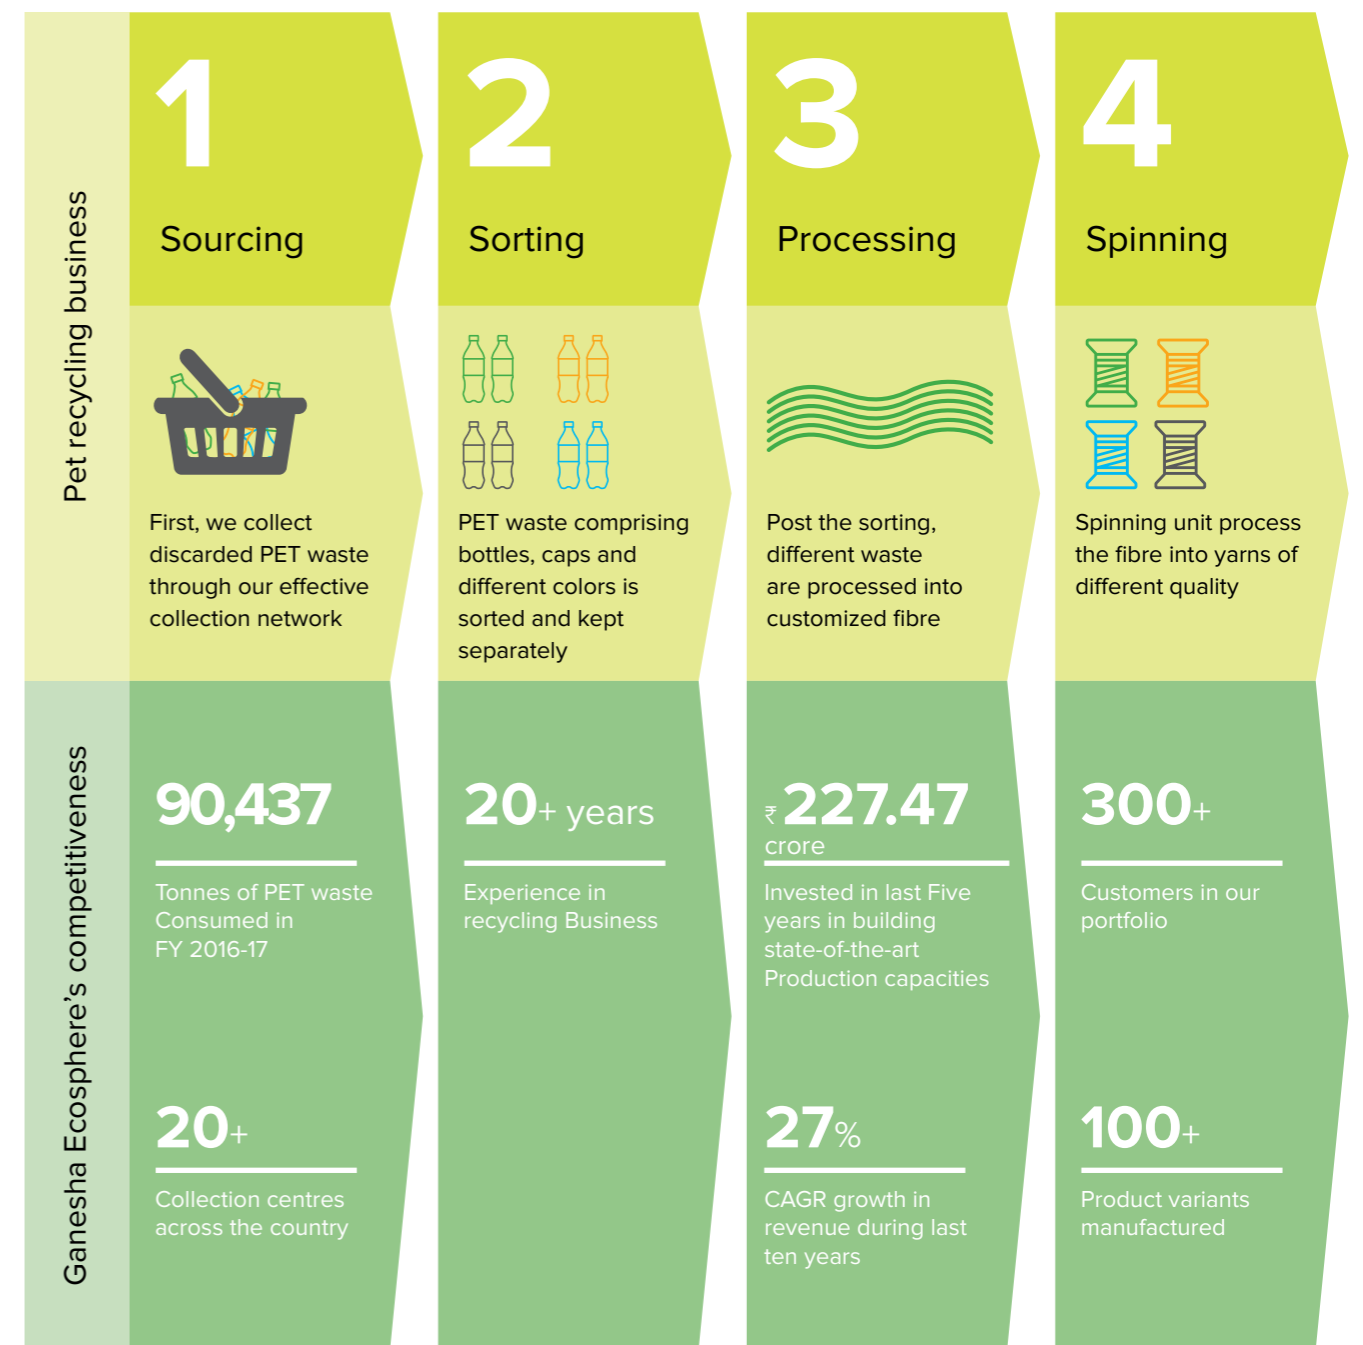 Pet recycling business
1
Sourcing
First, we collect
discarded PET waste
through our effective
collection network
2
Sorting
PET waste comprising
bottles, caps and
different colors is
sorted and kept
separately
3
Processing
Post the sorting,
different waste
are processed into
customized fibre
4
Spinning
Spinning unit process
the fibre into yarns of
different quality
Ganesha Ecosphere's competitiveness
90,437
Tonnes of PET waste
Consumed in
FY 2016-17
20+
Collection centres
across the country
20+ years
Experience in
recycling Business
₹ 227.47
crore
Invested in last Five
years in building
state-of-the-art
Production capacities
27%
CAGR growth in
revenue during last
ten years
300+
Customers in our
portfolio
100+
Product variants
manufactured